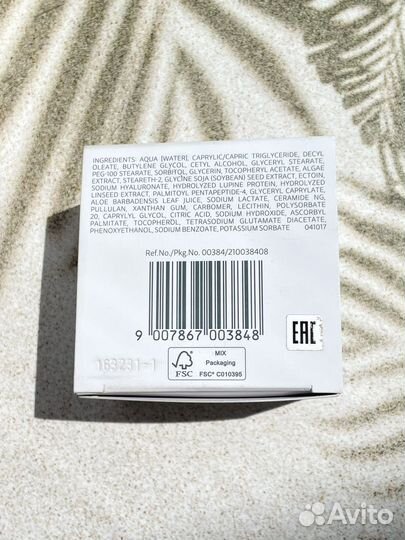 INGREDIENTS: AQUA [WATER], CAPRYLIC/CAPRIC TRIGLYCERIDE, DECYL
OLEATE, BUTYLENE GLYCOL, CETYL ALCOHOL, GLYCERYL STEARATE,
PEG-100 STEARATE, SORBITOL, GLYCERIN, TOCOPHERYL ACETATE, ALGAE
EXTRACT, STEARETH-2, GLYCINE SOJA (SOYBEAN) SEED EXTRACT, ECTOIN,
SODIUM HYALURONATE, HYDROLYZED LUPINE PROTEIN, HYDROLYZED
LINSEED EXTRACT, PALMITOYL PENTAPEPTIDE-4, GLYCERYL CAPRYLATE,
ALOE BARBADENSIS LEAF JUICE, SODIUM LACTATE, CERAMIDE NG,
PULLULAN, XANTHAN GUM, CARBOMER, LECITHIN, POLYSORBATE
20, CAPRYLYL GLYCOL, CITRIC ACID, SODIUM HYDROXIDE, ASCORBYL
PALMITATE, TOCOPHEROL, TETRASODIUM GLUTAMATE DIACETATE,
PHENOXYETHANOL, SODIUM BENZOATE, POTASSIUM SORBATE 041017
Ref.No./Pkg.No. 00384/210038408
9 007867 003848
EAC
163231-1
FSC
MIX
Packaging
FSC® C010395
Avito